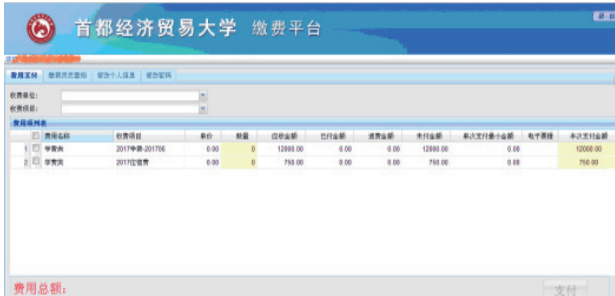 首都经济贸易大学 缴费平台
费用支付 缴费历史查询 修改个人信息 修改密码
收费单位:
收费项目:
费用项列表
费用名称 收费项目 单价 数量 应收金额 已付金额 退费金额 未付金额 单次支付最小金额 电子票据 本次支付金额
1 学费类 2017学费-201706 0.00 0 12000.00 0.00 0.00 12000.00 0.00 12000.00
2 学费类 2017住宿费 0.00 0 750.00 0.00 0.00 750.00 0.00 750.00
费用总额: 支付